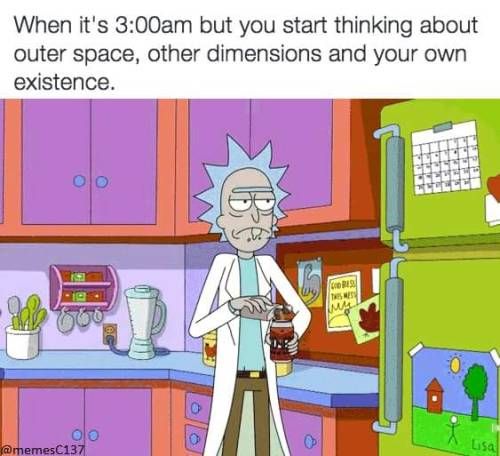 When it's 3:00am but you start thinking about
outer space, other dimensions and your own
existence.
GOD BLESS
THIS MESS
Lisa
@memesC137